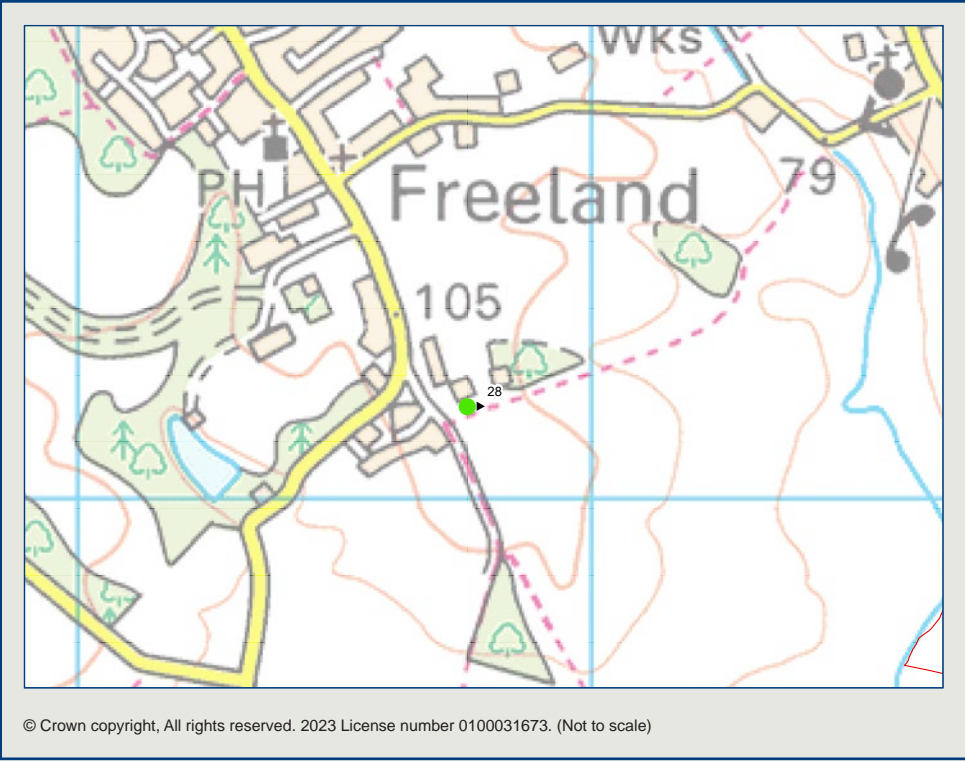 Wks
PH
Freeland
79
105
28
© Crown copyright, All rights reserved. 2023 License number 0100031673. (Not to scale)